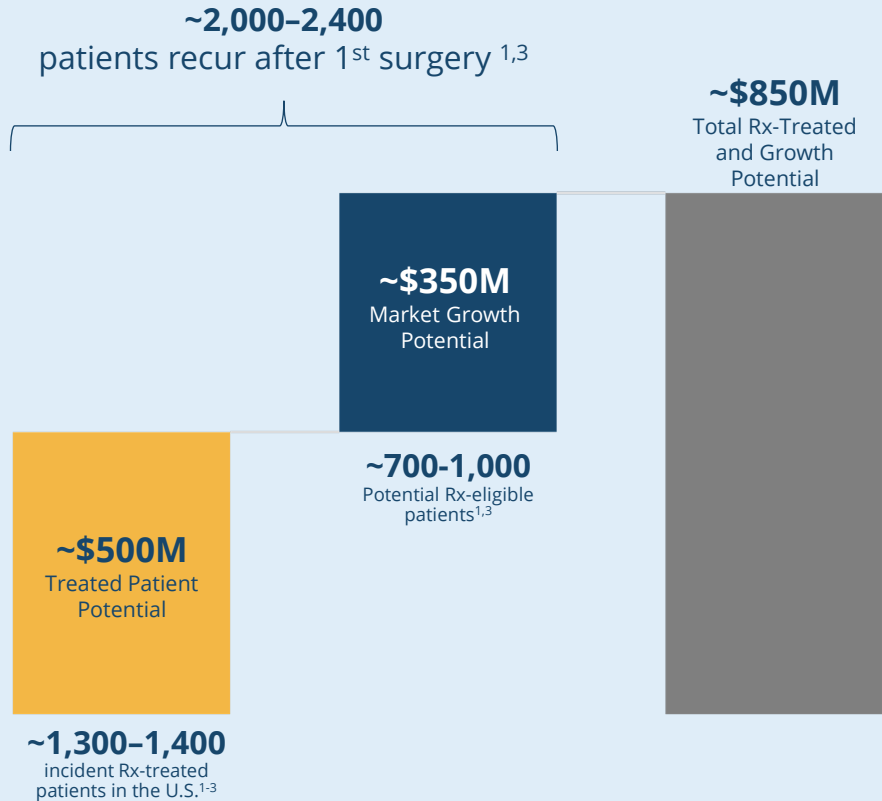 ~2,000–2,400
patients recur after 1st surgery 1,3
~$850M
Total Rx-Treated
and Growth
Potential
~$350M
Market Growth
Potential
~700-1,000
Potential Rx-eligible
patients1,3
~$500M
Treated Patient
Potential
~1,300–1,400
incident Rx-treated
patients in the U.S.1-3